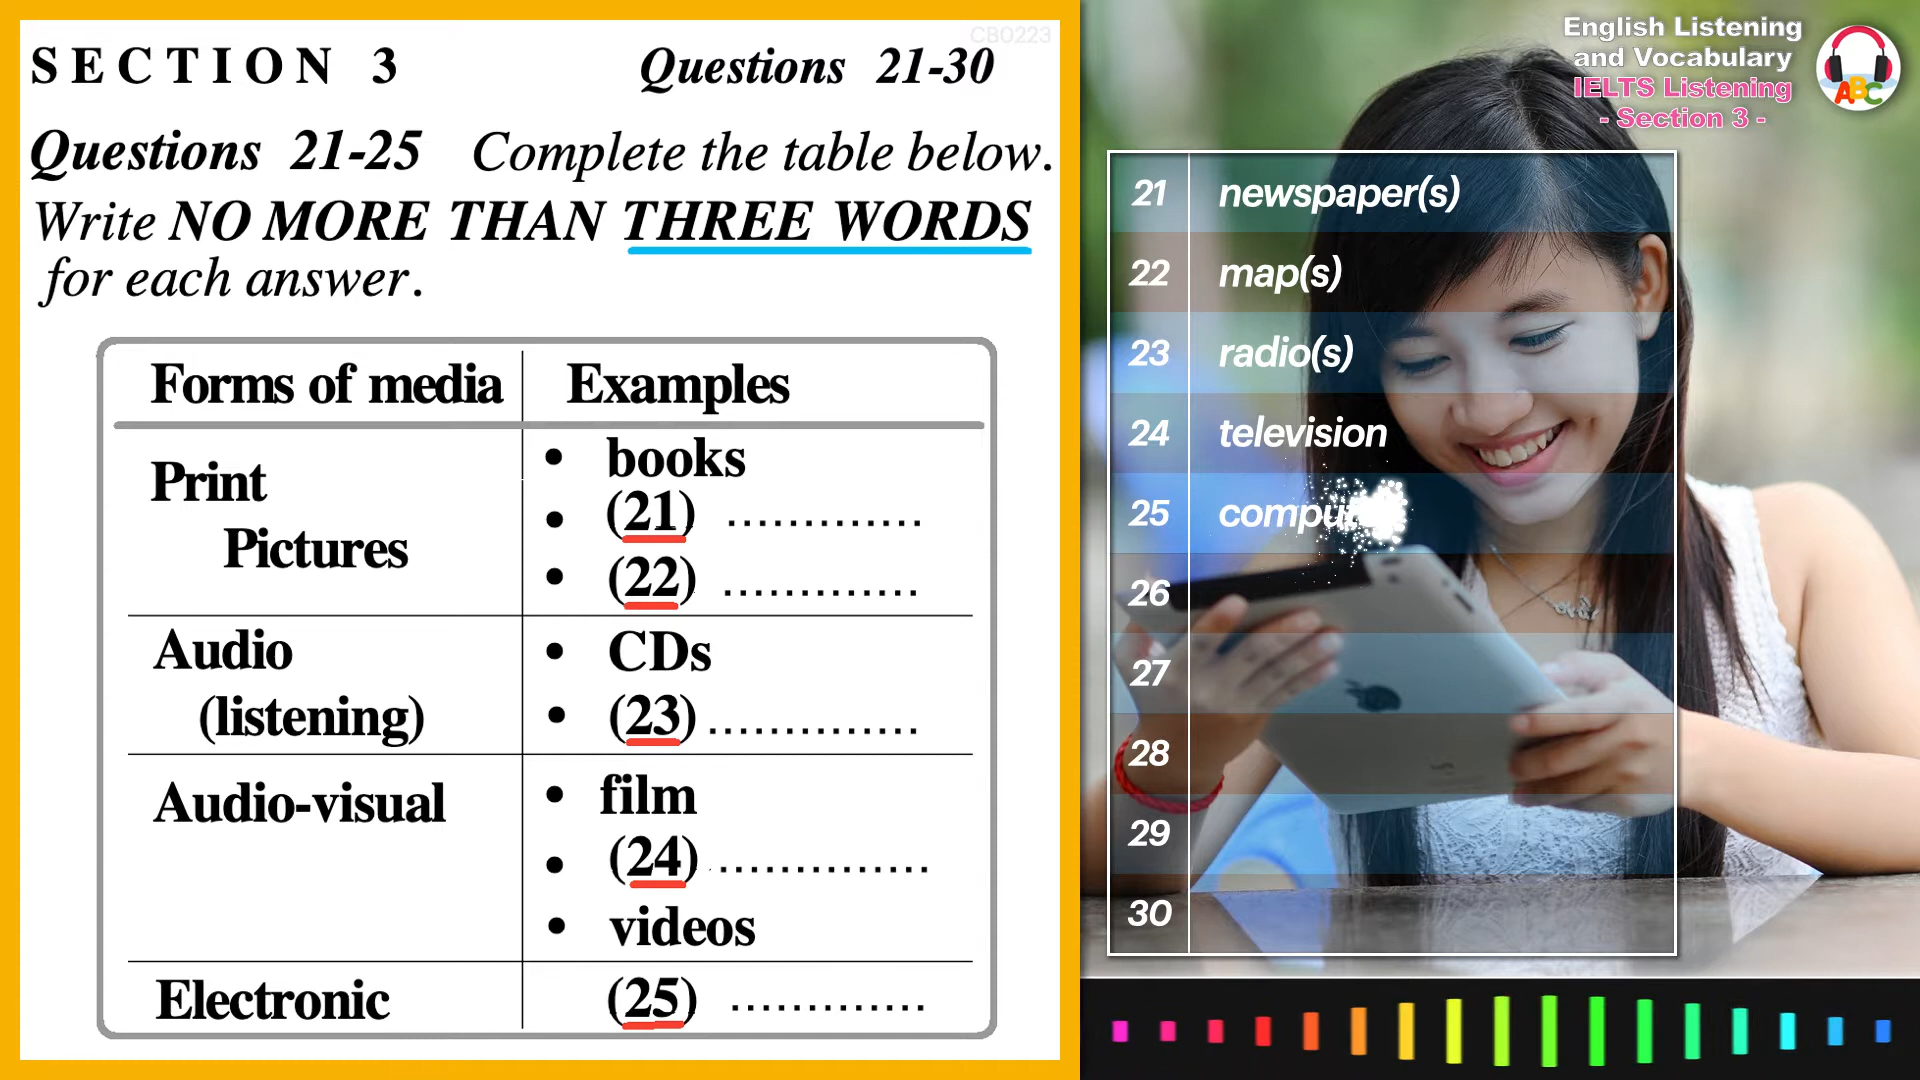 CB0223
SECTION 3 Questions 21-30
Questions 21-25 Complete the table below.
Write NO MORE THAN THREE WORDS
for each answer.
Forms of media Examples
Print
Pictures
• books
• (21) .............
• (22) .............
Audio
(listening)
• CDs
• (23) ..............
Audio-visual
• film
• (24) ..............
• videos
Electronic (25) .............
English Listening
and Vocabulary
IELTS Listening
- Section 3 -
ABC
21 newspaper(s)
22 map(s)
23 radio(s)
24 television
25
26
27
28
29
30